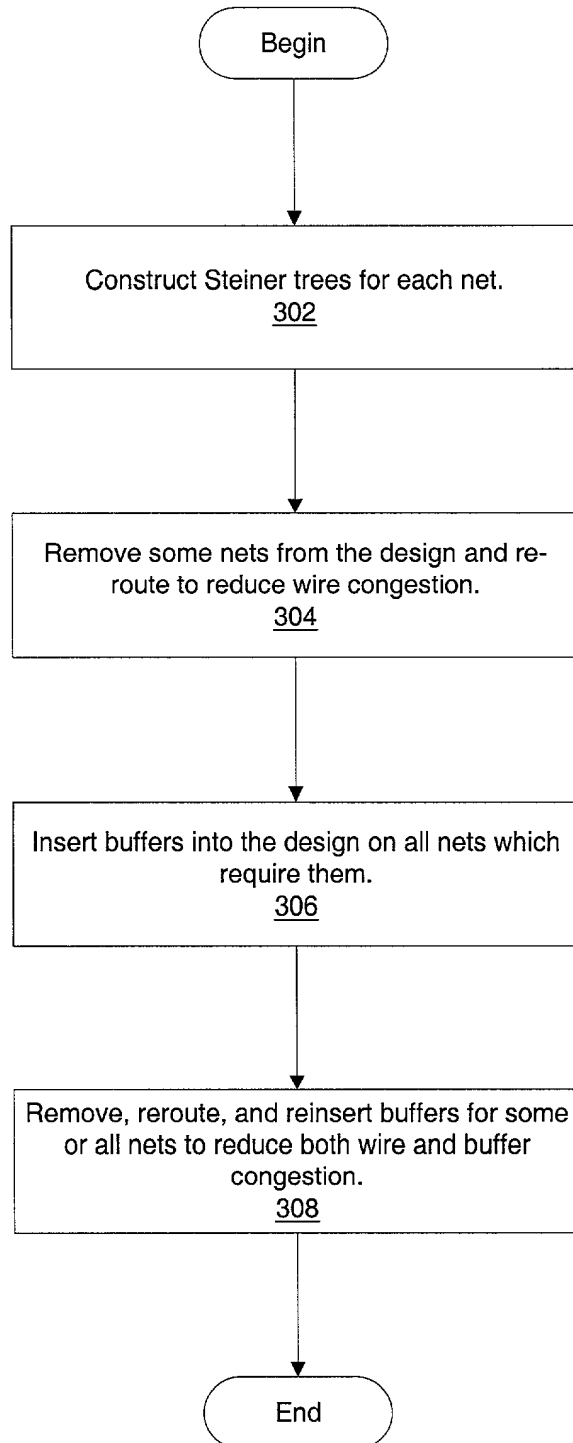 Begin
Construct Steiner trees for each net.
302
Remove some nets from the design and re-
route to reduce wire congestion.
304
Insert buffers into the design on all nets which
require them.
306
Remove, reroute, and reinsert buffers for some
or all nets to reduce both wire and buffer
congestion.
308
End